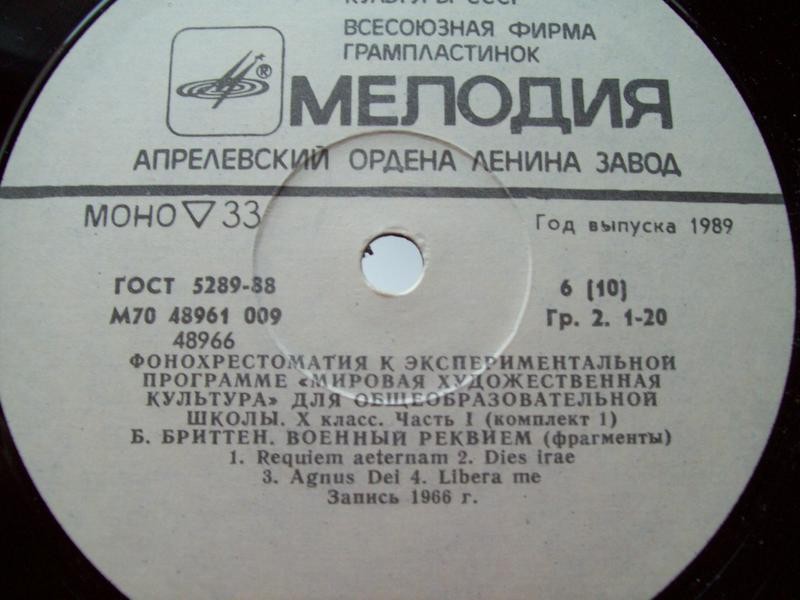 КУЛЬТУРЫ СССР
ВСЕСОЮЗНАЯ ФИРМА
ГРАМПЛАСТИНОК
®
МЕЛОДИЯ
АПРЕЛЕВСКИЙ ОРДЕНА ЛЕНИНА ЗАВОД
МОНО ▽ 33
Год выпуска 1989
ГОСТ 5289-88
6 (10)
М70 48961 009
Гр. 2. 1-20
48966
ФОНОХРЕСТОМАТИЯ К ЭКСПЕРИМЕНТАЛЬНОЙ
ПРОГРАММЕ «МИРОВАЯ ХУДОЖЕСТВЕННАЯ
КУЛЬТУРА» ДЛЯ ОБЩЕОБРАЗОВАТЕЛЬНОЙ
ШКОЛЫ. X класс. Часть I (комплект 1)
Б. БРИТТЕН. ВОЕННЫЙ РЕКВИЕМ (фрагменты)
1. Requiem aeternam 2. Dies irae
3. Agnus Dei 4. Libera me
Запись 1966 г.